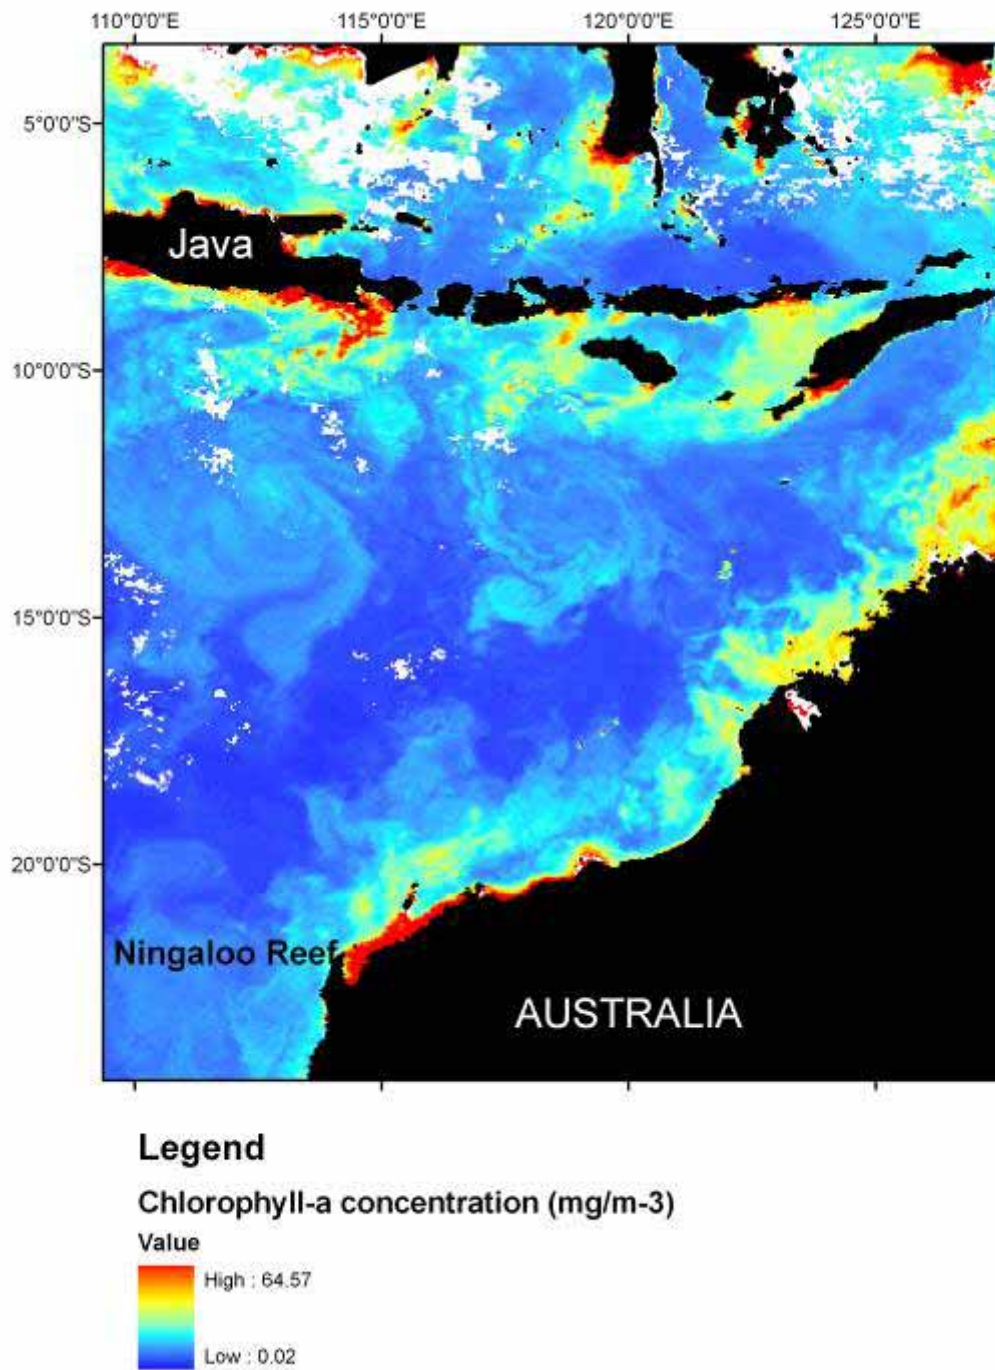 110°0'0"E 115°0'0"E 120°0'0"E 125°0'0"E
5°0'0"S
Java
10°0'0"S
15°0'0"S
20°0'0"S
Ningaloo Reef
AUSTRALIA
Legend
Chlorophyll-a concentration (mg/m-3)
Value
High : 64.57
Low : 0.02